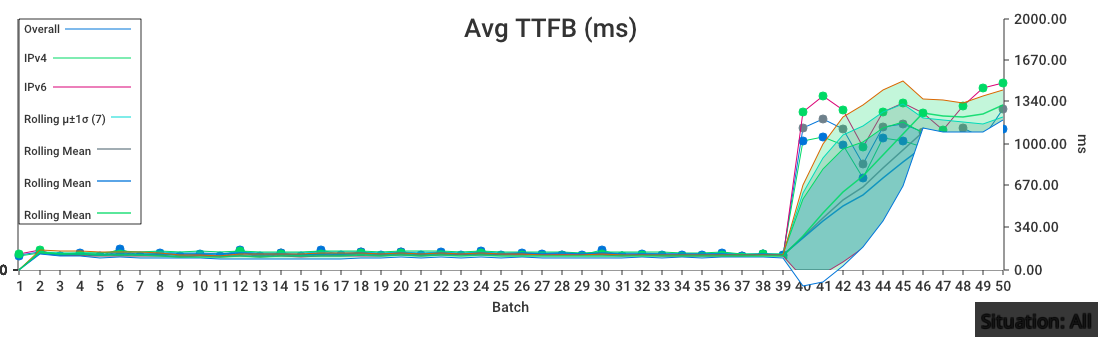 Avg TTFB (ms)
Overall
IPv4
IPv6
Rolling μ±1σ (7)
Rolling Mean
Rolling Mean
Rolling Mean
2000.00
1670.00
1340.00
1000.00
670.00
340.00
0.00
ms
0
1 2 3 4 5 6 7 8 9 10 11 12 13 14 15 16 17 18 19 20 21 22 23 24 25 26 27 28 29 30 31 32 33 34 35 36 37 38 39 40 41 42 43 44 45 46 47 48 49 50
Batch
Situation: All